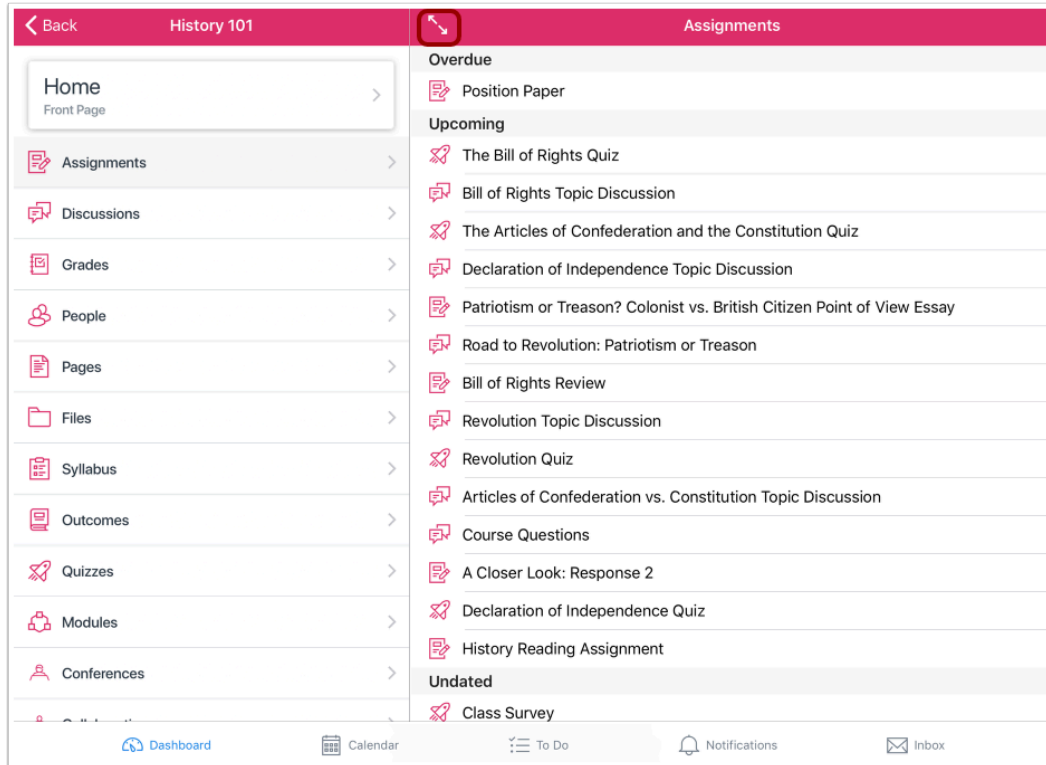 Back
History 101
Assignments
Home
Front Page
Assignments
Discussions
Grades
People
Pages
Files
Syllabus
Outcomes
Quizzes
Modules
Conferences
Overdue
Position Paper
Upcoming
The Bill of Rights Quiz
Bill of Rights Topic Discussion
The Articles of Confederation and the Constitution Quiz
Declaration of Independence Topic Discussion
Patriotism or Treason? Colonist vs. British Citizen Point of View Essay
Road to Revolution: Patriotism or Treason
Bill of Rights Review
Revolution Topic Discussion
Revolution Quiz
Articles of Confederation vs. Constitution Topic Discussion
Course Questions
A Closer Look: Response 2
Declaration of Independence Quiz
History Reading Assignment
Undated
Class Survey
Dashboard
Calendar
To Do
Notifications
Inbox